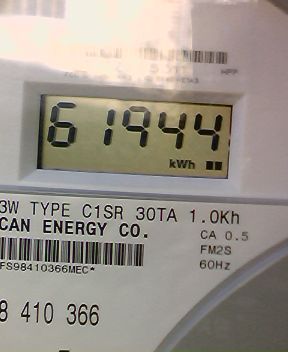 61944
kWh
3W TYPE C1SR 30TA 1.0Kh
CAN ENERGY CO.
CA 0.5
FM2S
60Hz
FS98410366MEC*
8 410 366